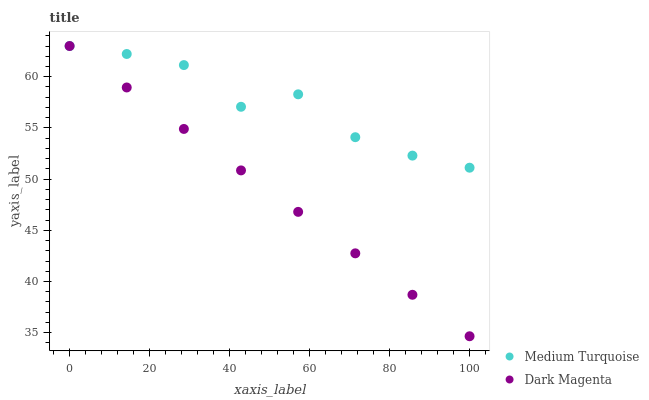 title
yaxis_label
60
55
50
45
40
35
0 20 40 60 80 100
xaxis_label
Medium Turquoise
Dark Magenta